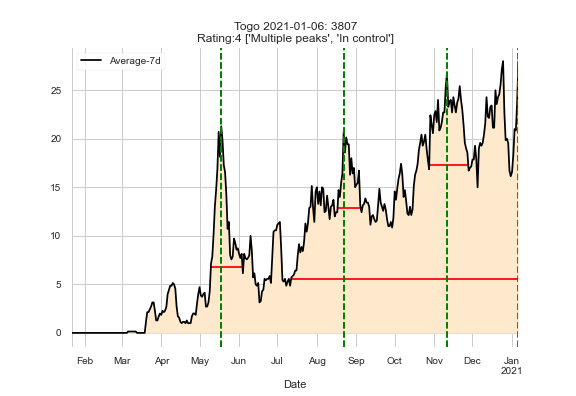 Togo 2021-01-06: 3807
Rating:4 ['Multiple peaks', 'In control']
Average-7d
25
20
15
10
5
0
Feb Mar Apr May Jun Jul Aug Sep Oct Nov Dec Jan
2021
Date